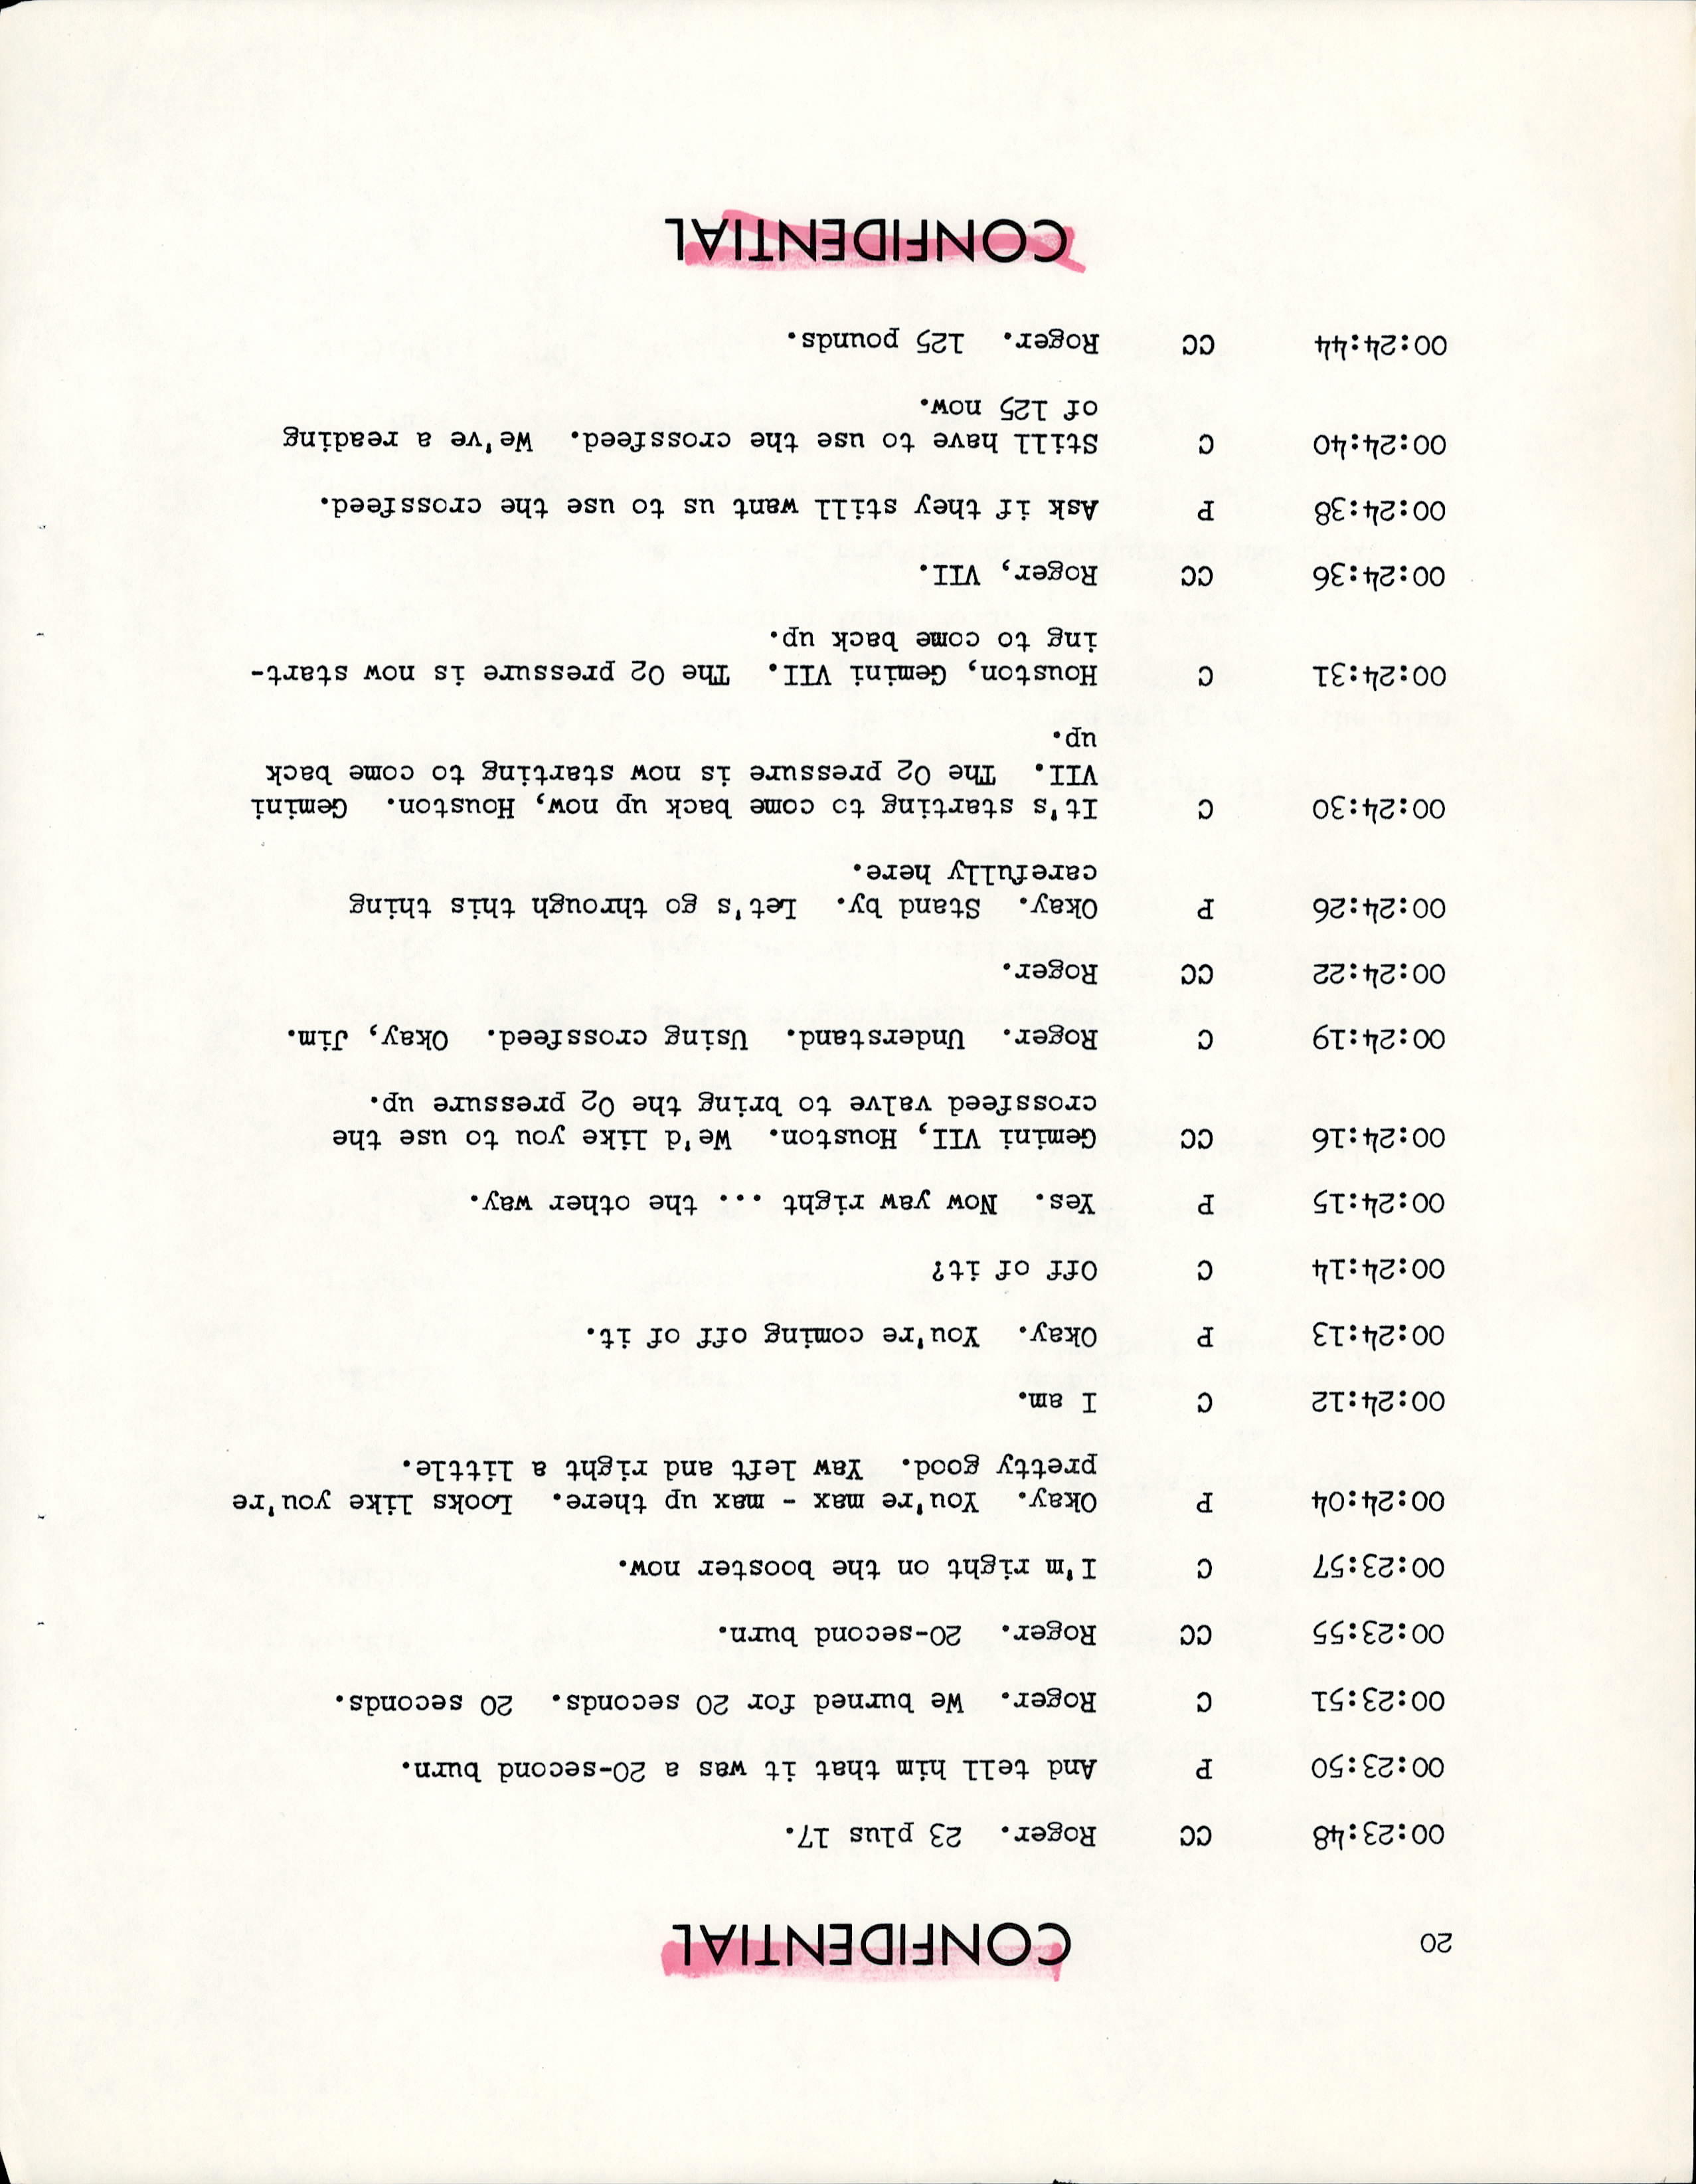 20
CONFIDENTIAL
00:23:48 CC Roger. 23 plus 17.
00:23:50 P And tell him that it was a 20-second burn.
00:23:51 C Roger. We burned for 20 seconds. 20 seconds.
00:23:55 CC Roger. 20-second burn.
00:23:57 C I'm right on the booster now.
00:24:04 P Okay. You're max - max up there. Looks like you're
pretty good. Yaw left and right a little.
00:24:12 C I am.
00:24:13 P Okay. You're coming off of it.
00:24:14 C Off of it?
00:24:15 P Yes. Now yaw right ... the other way.
00:24:16 CC Gemini VII, Houston. We'd like you to use the
crossfeed valve to bring the O2 pressure up.
00:24:19 C Roger. Understand. Using crossfeed. Okay, Jim.
00:24:22 CC Roger.
00:24:26 P Okay. Stand by. Let's go through this thing
carefully here.
00:24:30 C It's starting to come back up now, Houston. Gemini
VII. The O2 pressure is now starting to come back
up.
00:24:31 C Houston, Gemini VII. The O2 pressure is now start-
ing to come back up.
00:24:36 CC Roger, VII.
00:24:38 P Ask if they still want us to use the crossfeed.
00:24:40 C Still have to use the crossfeed. We've a reading
of 125 now.
00:24:44 CC Roger. 125 pounds.
CONFIDENTIAL